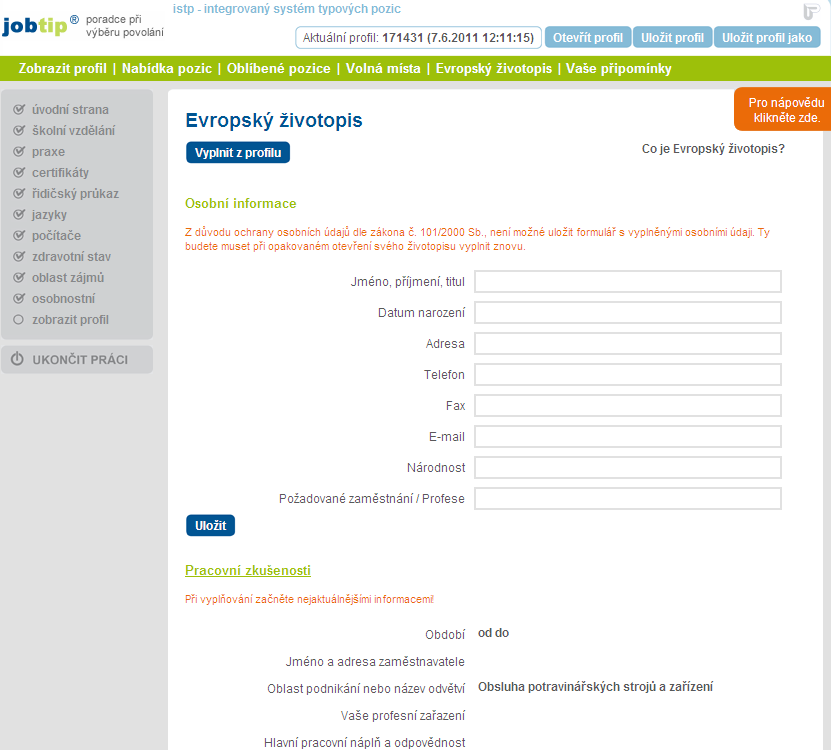 istp - integrovaný systém typových pozic
jobtip® poradce při
výběru povolání
Aktuální profil: 171431 (7.6.2011 12:11:15) Otevřít profil Uložit profil Uložit profil jako
Zobrazit profil | Nabídka pozic | Oblíbené pozice | Volná místa | Evropský životopis | Vaše připomínky
úvodní strana
školní vzdělání
praxe
certifikáty
řidičský průkaz
jazyky
počítače
zdravotní stav
oblast zájmů
osobnostní
zobrazit profil
UKONČIT PRÁCI
Pro nápovědu
klikněte zde.
Evropský životopis
Vyplnit z profilu
Co je Evropský životopis?
Osobní informace
Z důvodu ochrany osobních údajů dle zákona č. 101/2000 Sb., není možné uložit formulář s vyplněnými osobními údaji. Ty
budete muset při opakovaném otevření svého životopisu vyplnit znovu.
Jméno, příjmení, titul
Datum narození
Adresa
Telefon
Fax
E-mail
Národnost
Požadované zaměstnání / Profese
Uložit
Pracovní zkušenosti
Při vyplňování začněte nejaktuálnějšími informacemi!
Období od do
Jméno a adresa zaměstnavatele
Oblast podnikání nebo název odvětví Obsluha potravinářských strojů a zařízení
Vaše profesní zařazení
Hlavní pracovní náplň a odpovědnost